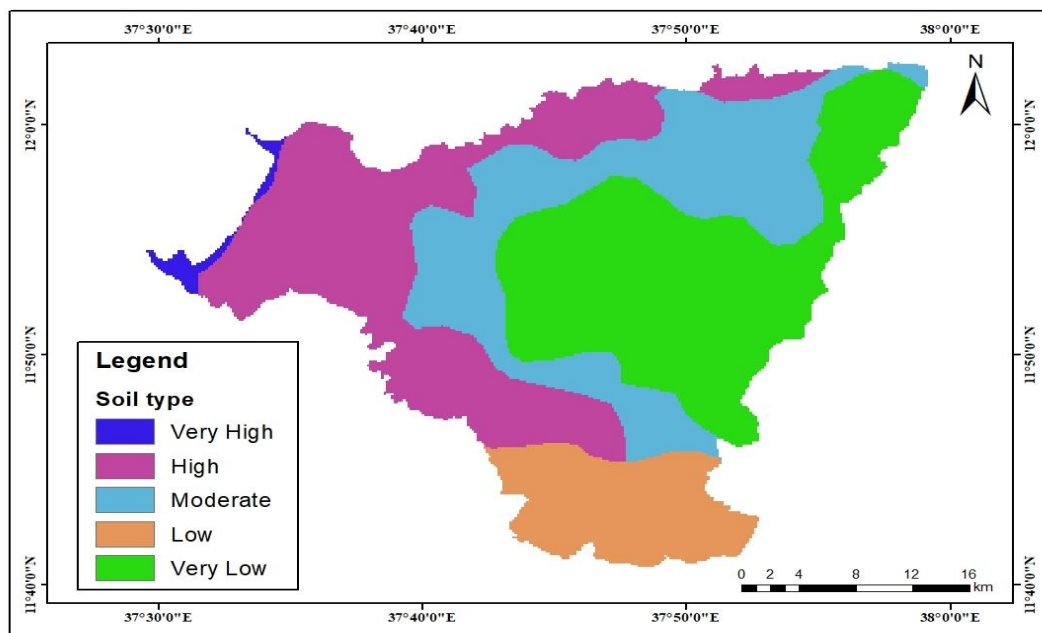 37°30'0"E 37°40'0"E 37°50'0"E 38°0'0"E
N
12°0'0"N 12°0'0"N
11°50'0"N 11°50'0"N
11°40'0"N 11°40'0"N
Legend
Soil type
Very High
High
Moderate
Low
Very Low
0 2 4 8 12 16
km
37°30'0"E 37°40'0"E 37°50'0"E 38°0'0"E